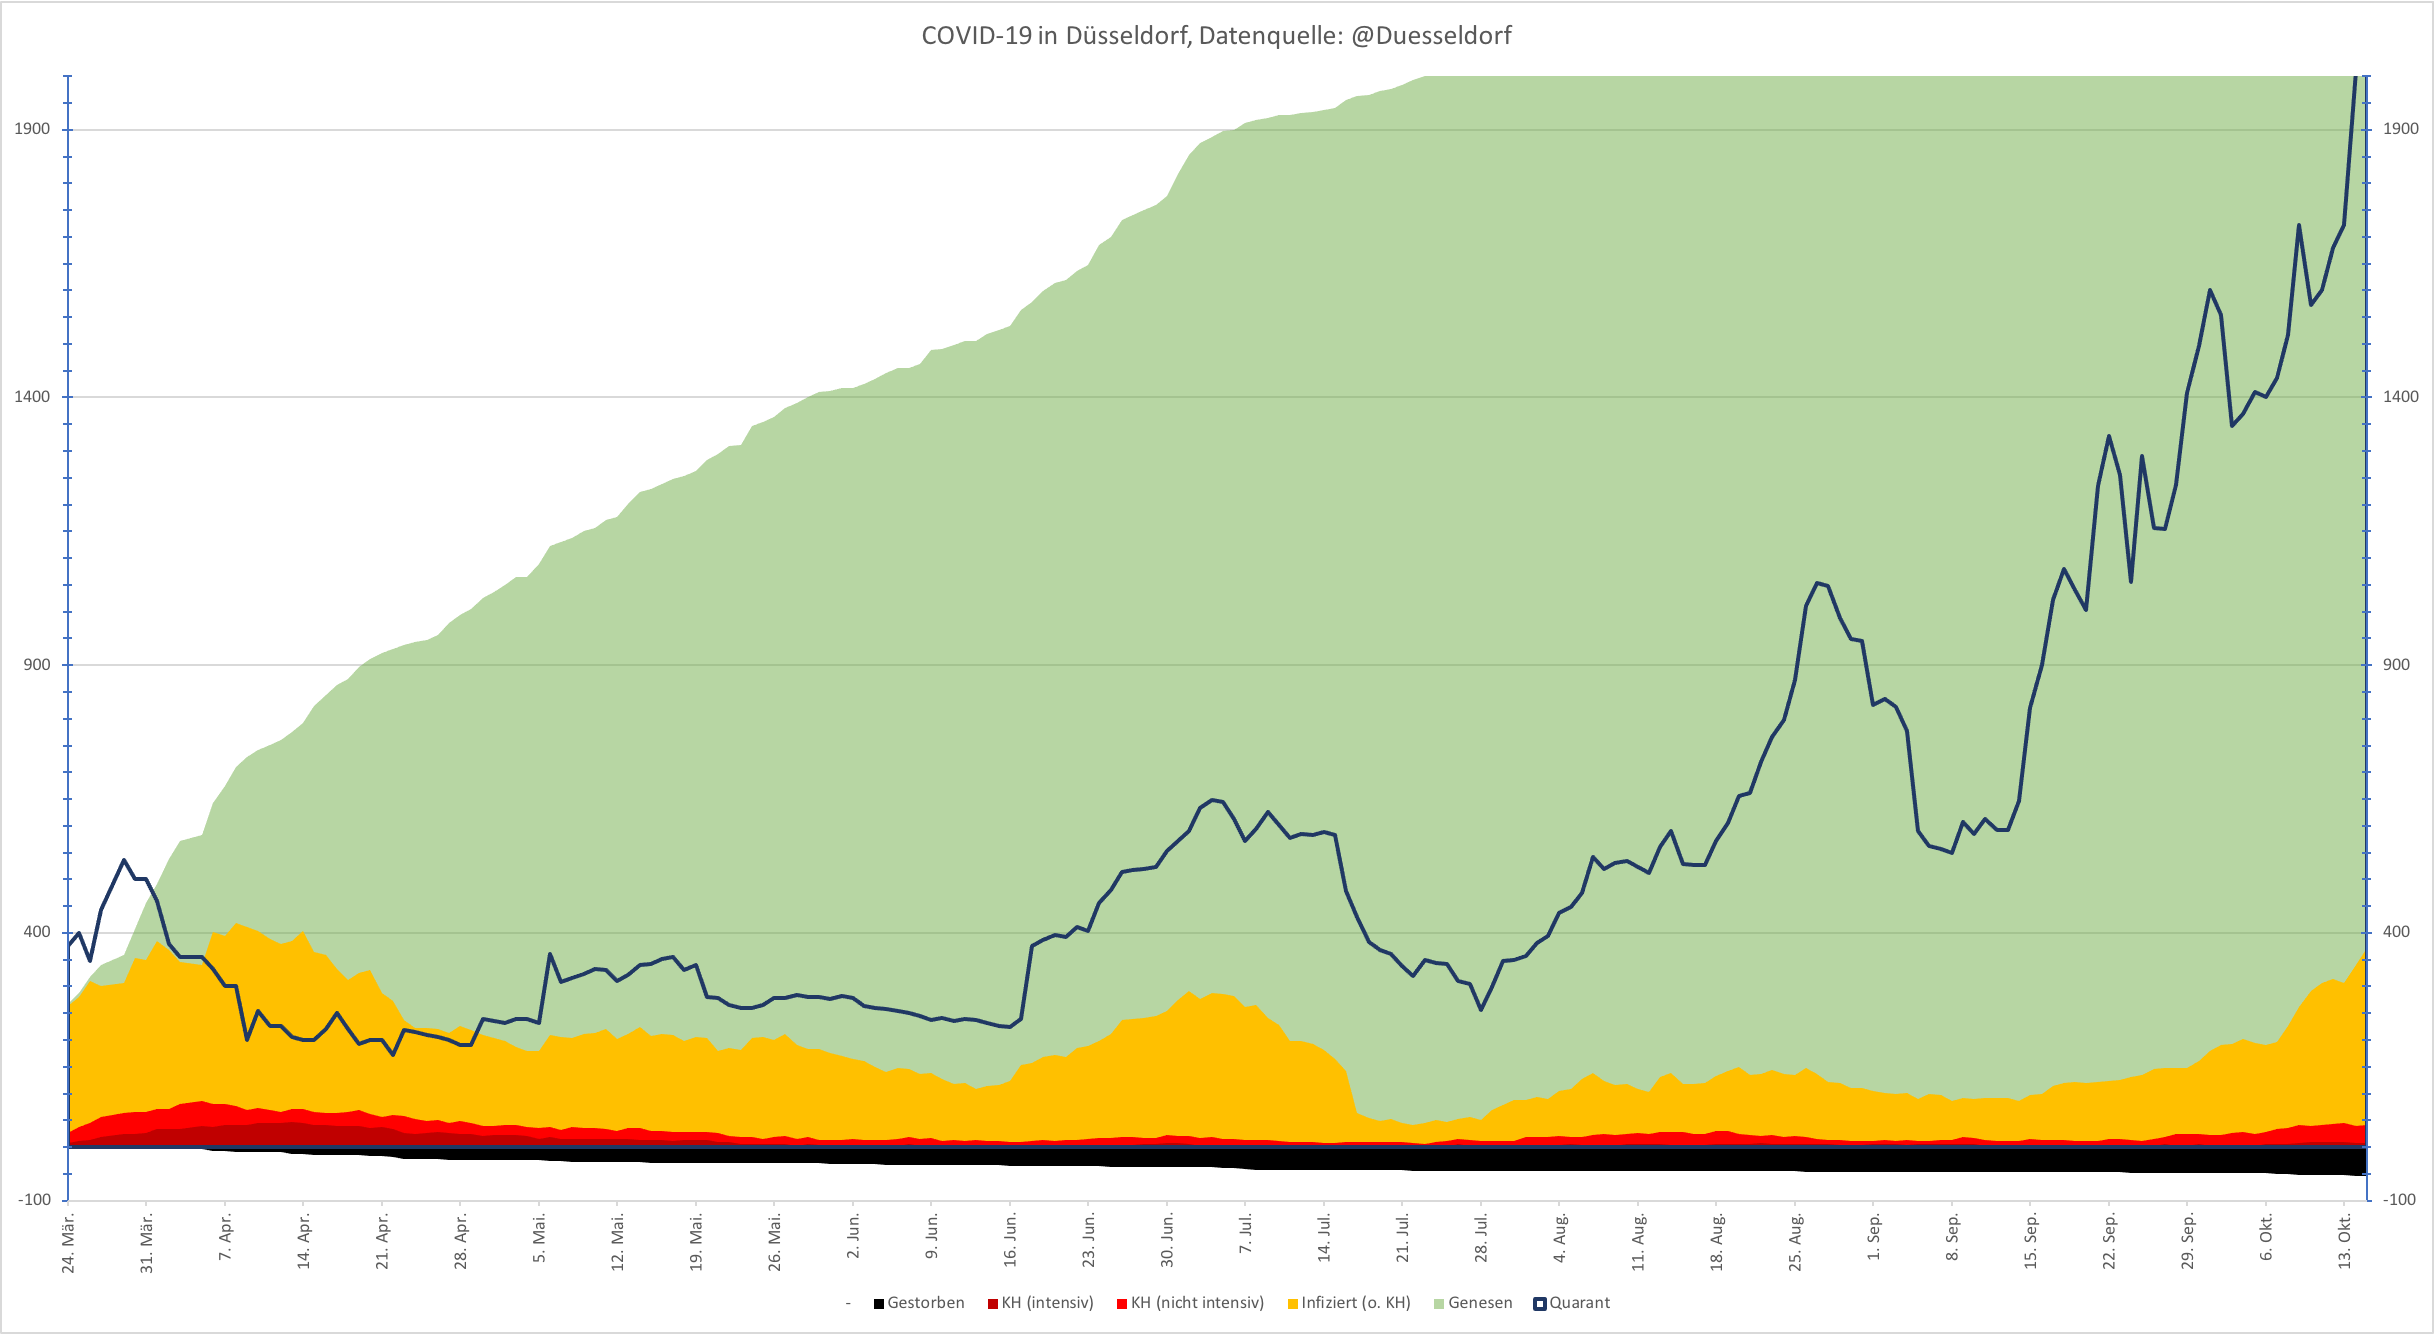 COVID-19 in Düsseldorf, Datenquelle: @Duesseldorf
1900 1900
1400 1400
900 900
400 400
-100 -100
24. Mär. 31. Mär. 7. Apr. 14. Apr. 21. Apr. 28. Apr. 5. Mai. 12. Mai. 19. Mai. 26. Mai. 2. Jun. 9. Jun. 16. Jun. 23. Jun. 30. Jun. 7. Jul. 14. Jul. 21. Jul. 28. Jul. 4. Aug. 11. Aug. 18. Aug. 25. Aug. 1. Sep. 8. Sep. 15. Sep. 22. Sep. 29. Sep. 6. Okt. 13. Okt.
- Gestorben KH (intensiv) KH (nicht intensiv) Infiziert (o. KH) Genesen Quarant